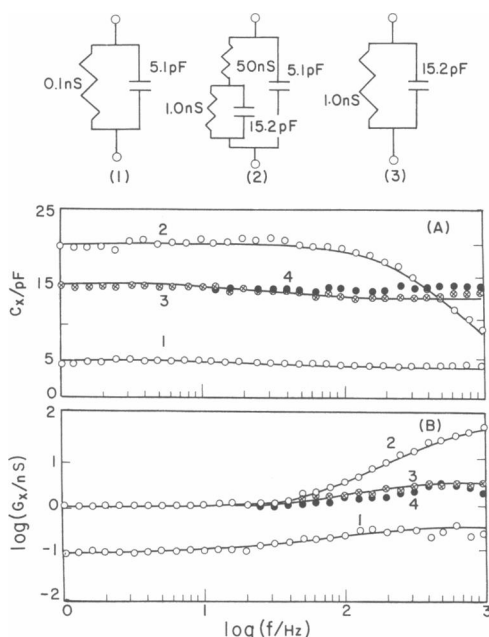 0.1nS
5.1pF
50nS
5.1pF
1.0nS
15.2pF
1.0nS
15.2pF
(1)
(2)
(3)
25
15
5
0
Cx/pF
(A)
2
4
3
1
2
1
0
-1
-2
log(Gx/nS)
(B)
2
3
4
1
0
1
2
3
log(f/Hz)